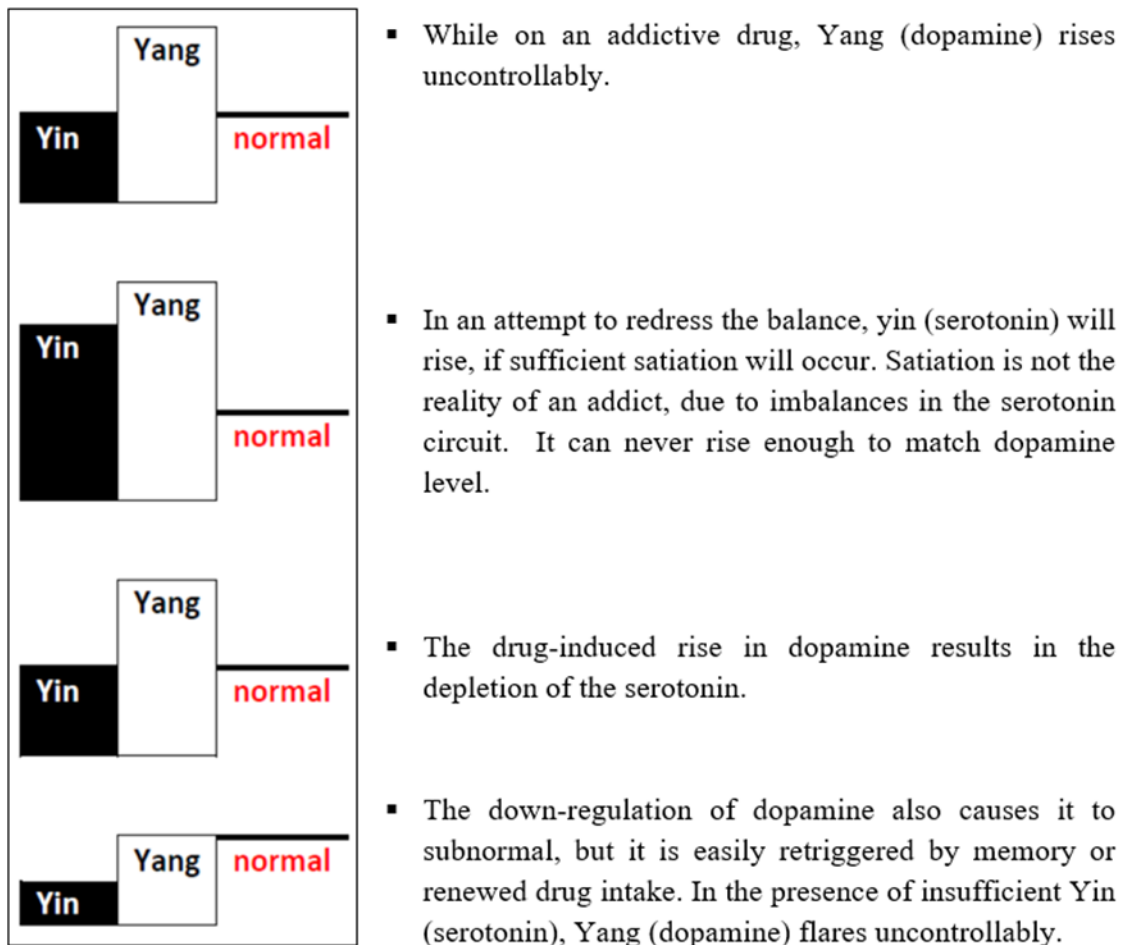 Yang
Yin
normal
▪ While on an addictive drug, Yang (dopamine) rises
uncontrollably.
Yang
Yin
normal
▪ In an attempt to redress the balance, yin (serotonin) will
rise, if sufficient satiation will occur. Satiation is not the
reality of an addict, due to imbalances in the serotonin
circuit. It can never rise enough to match dopamine
level.
Yang
Yin
normal
▪ The drug-induced rise in dopamine results in the
depletion of the serotonin.
Yang
normal
Yin
▪ The down-regulation of dopamine also causes it to
subnormal, but it is easily retriggered by memory or
renewed drug intake. In the presence of insufficient Yin
(serotonin), Yang (dopamine) flares uncontrollably.